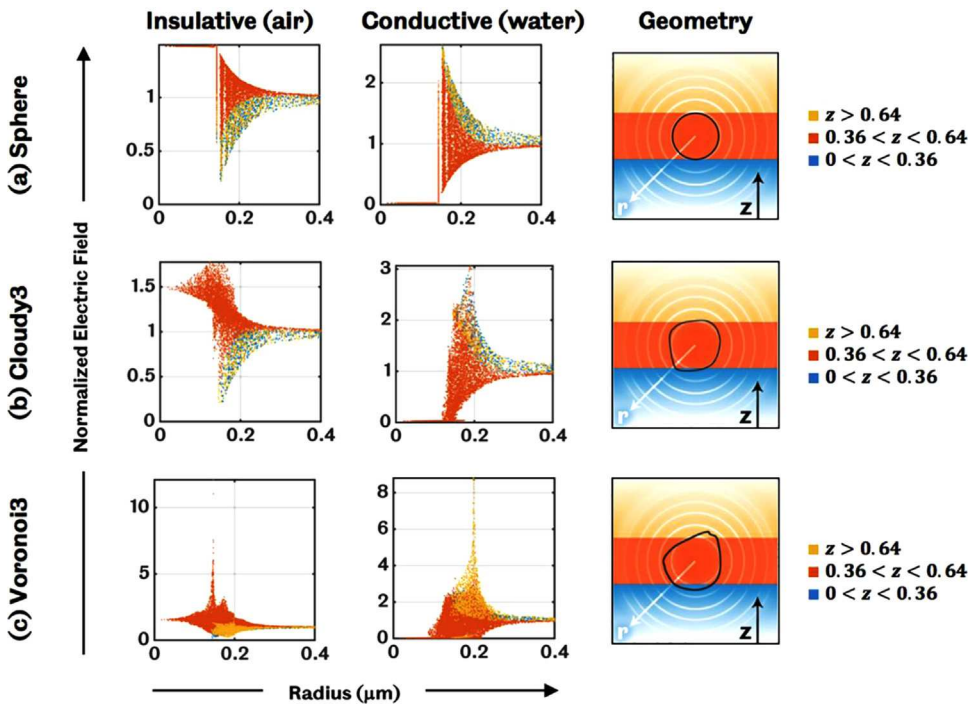 Insulative (air) Conductive (water) Geometry
Normalized Electric Field
(a) Sphere
1
0.5
0
0 0.2 0.4
2
1
0
0 0.2 0.4
r
z
z > 0.64
0.36 < z < 0.64
0 < z < 0.36
(b) Cloudy3
1.5
1
0.5
0
0 0.2 0.4
3
2
1
0
0 0.2 0.4
r
z
z > 0.64
0.36 < z < 0.64
0 < z < 0.36
(c) Voronoi3
10
5
0
0 0.2 0.4
8
6
4
2
0
0 0.2 0.4
r
z
z > 0.64
0.36 < z < 0.64
0 < z < 0.36
Radius (μm)